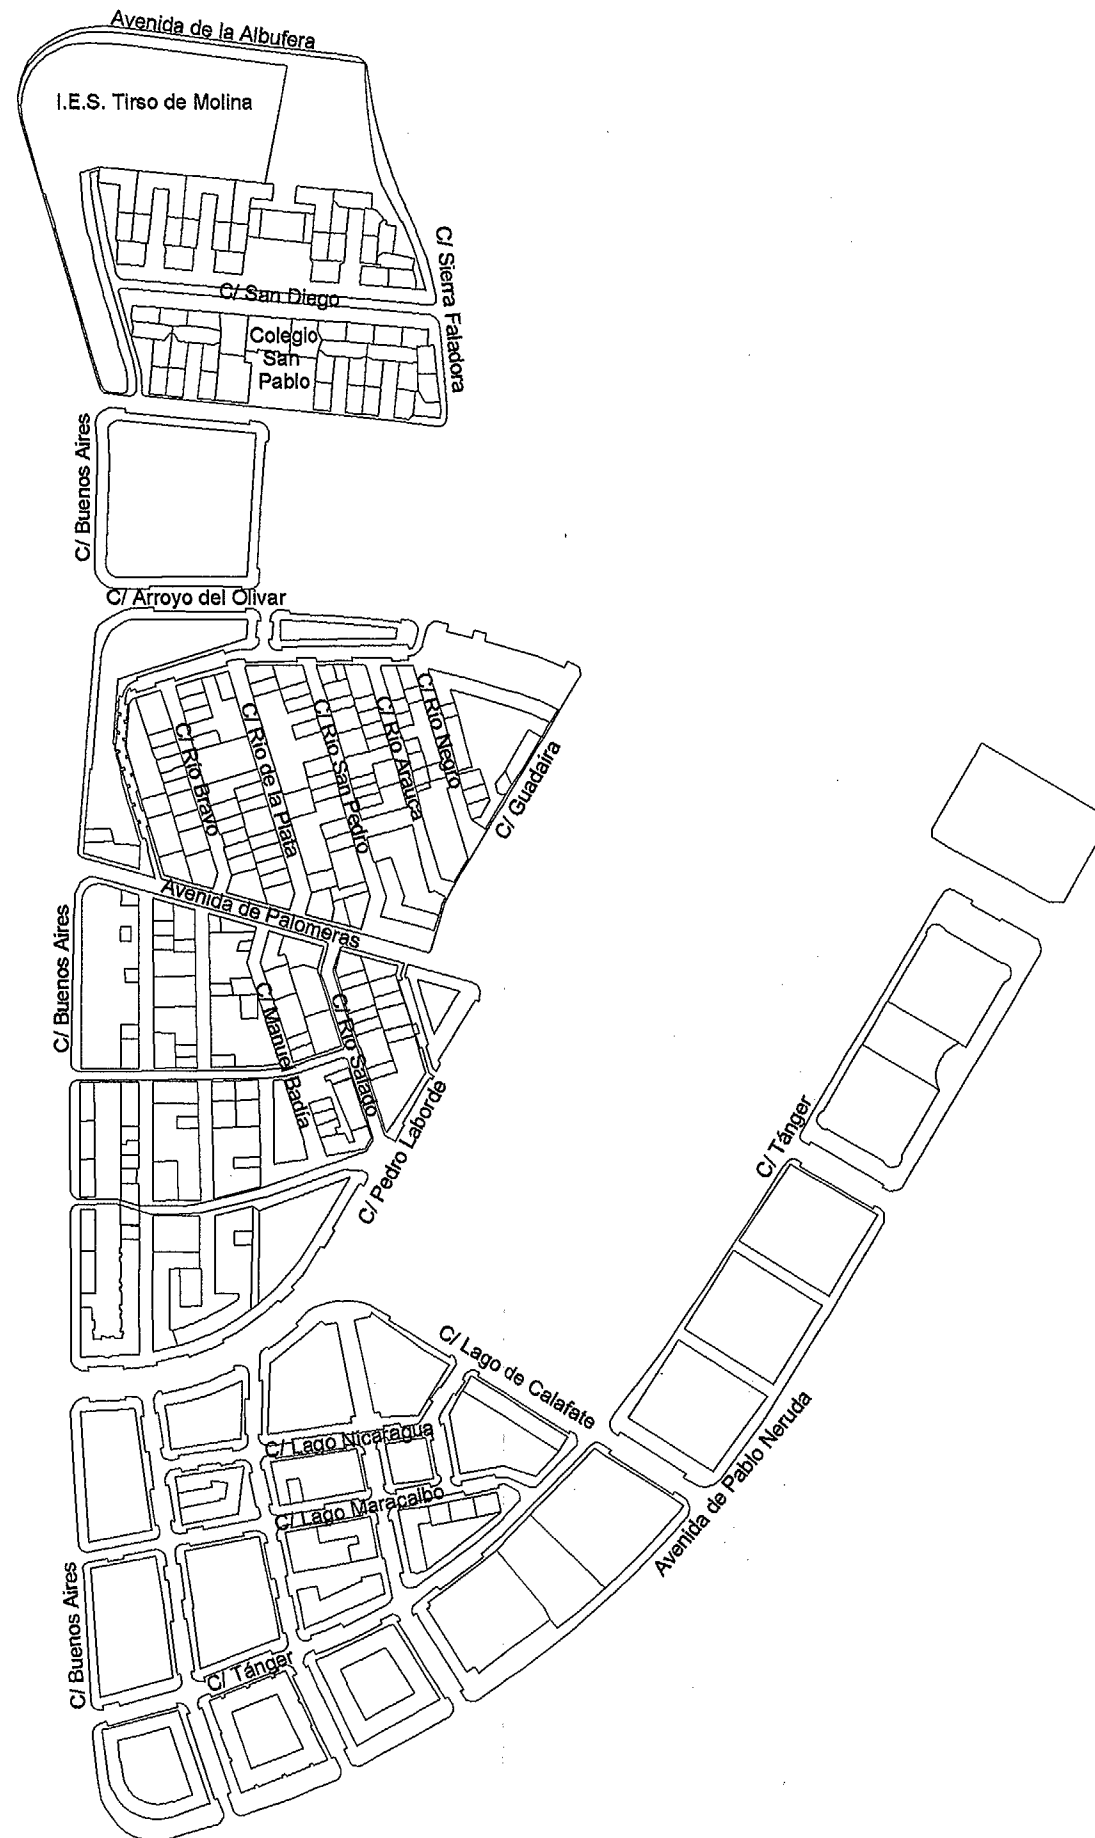 Avenida de la Albufera
I.E.S. Tirso de Molina
C/ Sierra Faladora
C/ San Diego
Colegio
San
Pablo
C/ Buenos Aires
C/ Arroyo del Olivar
C/ Río Bravo
C/ Río de la Plata
C/ Río San Pedro
C/ Río Arauca
C/ Río Negro
C/ Guadaira
Avenida de Palomeras
C/ Buenos Aires
C/ Manuel Badía
C/ Río Salado
C/ Pedro Laborde
C/ Tánger
C/ Lago de Calafate
C/ Lago Nicaragua
C/ Lago Maracaibo
Avenida de Pablo Neruda
C/ Buenos Aires
C/ Tánger